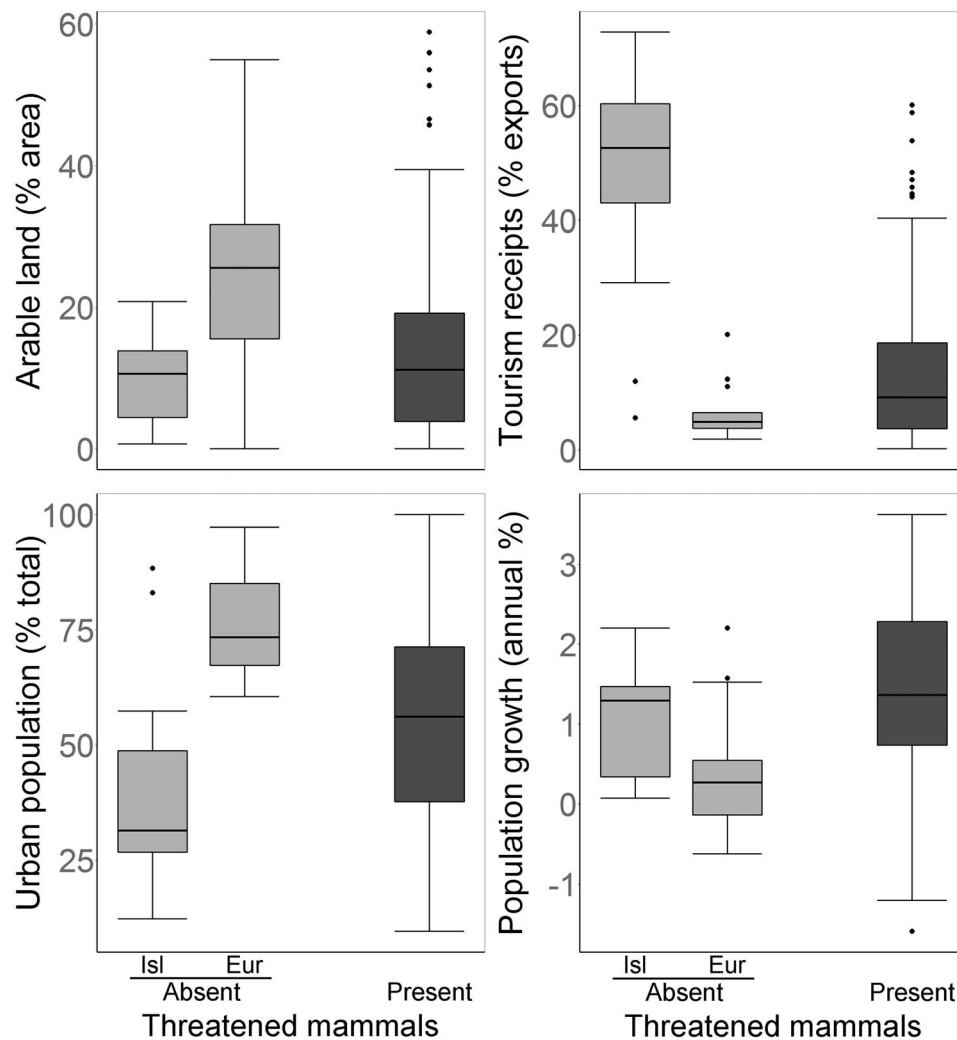 Arable land (% area)
60
40
20
0
Tourism receipts (% exports)
60
40
20
0
Urban population (% total)
100
75
50
25
Population growth (annual %)
3
2
1
0
-1
Isl Eur
Absent Present
Threatened mammals
Isl Eur
Absent Present
Threatened mammals